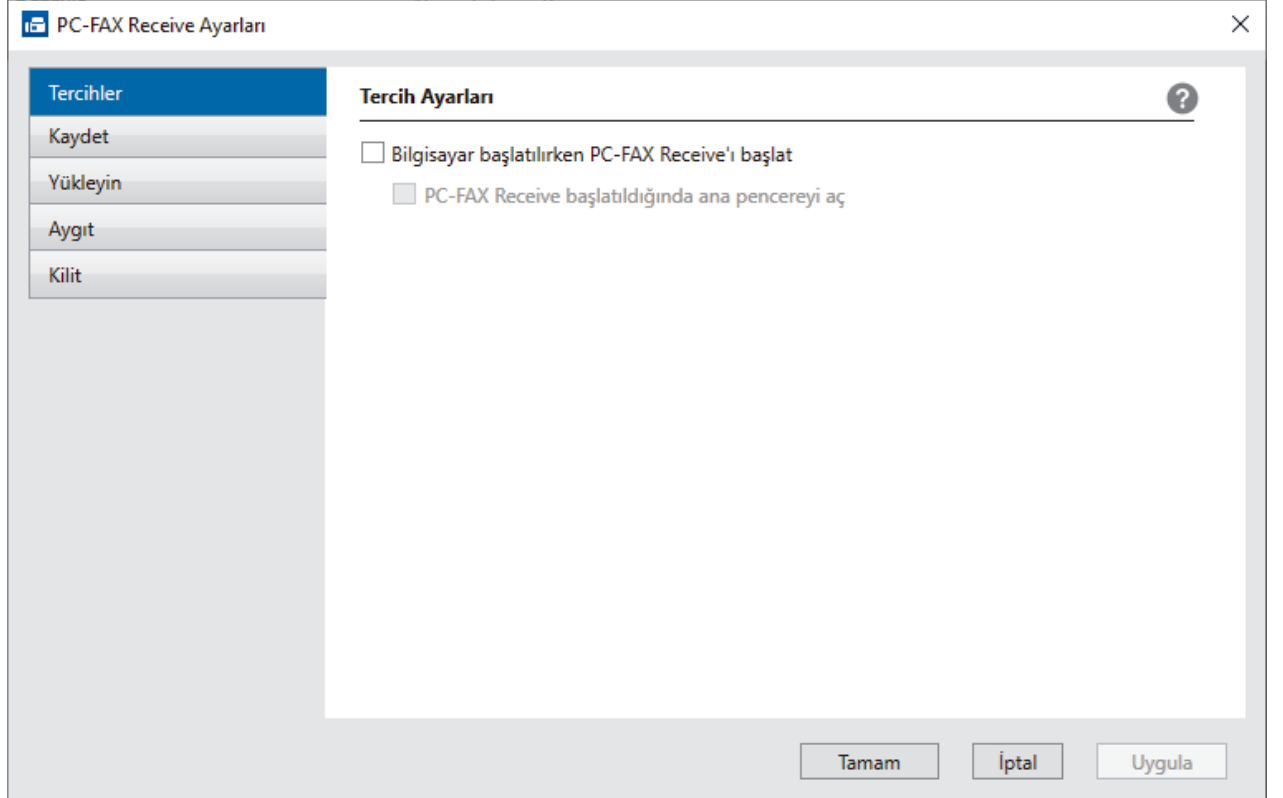 PC-FAX Receive Ayarları
Tercihler
Kaydet
Yükleyin
Aygıt
Kilit
Tercih Ayarları
?
Bilgisayar başlatılırken PC-FAX Receive'ı başlat
PC-FAX Receive başlatıldığında ana pencereyi aç
Tamam
İptal
Uygula